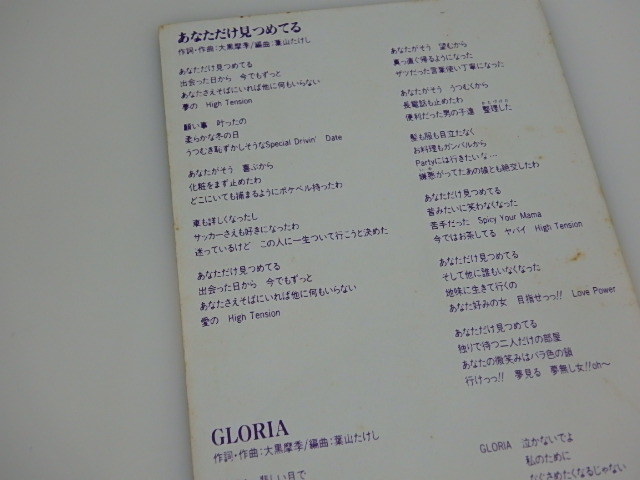 あなただけ見つめてる
作詞・作曲:大黒摩季/編曲:葉山たけし
あなただけ見つめてる
出会った日から 今でもずっと
あなたさえそばにいれば他に何もいらない
夢の High Tension
願い事 叶ったの
柔らかな冬の日
うつむき恥ずかしそうなSpecial Drivin' Date
あなたがそう 喜ぶから
化粧をまず止めたわ
どこにいても捕まるようにポケベル持ったわ
車も詳しくなったし
サッカーさえも好きになったわ
迷っているけど この人に一生ついて行こうと決めた
あなただけ見つめてる
出会った日から 今でもずっと
あなたさえそばにいれば他に何もいらない
愛の High Tension
あなたがそう 望むから
真っ直ぐ帰るようになった
ザツだった言葉使い丁寧になった
あなたがそう うつむくから
長電話も止めたわ
便利だった男の子達 整理した
髪も服も目立たなく
お料理もガンバルから
Partyには行きたいな…
嫌がってたあの娘とも絶交したわ
あなただけ見つめてる
昔みたいに笑わなくなった
苦手だった Spicy Your Mama
今ではお茶してる ヤバイ High Tension
あなただけ見つめてる
そして他に誰もいなくなった
地味に生きて行くの
あなた好みの女 目指せっっ!! Love Power
あなただけ見つめてる
独りで待つ二人だけの部屋
あなたの微笑みはバラ色の鎖
行けっっ!! 夢見る 夢無し女!!oh〜
GLORIA
作詞・作曲:大黒摩季/編曲:葉山たけし
GLORIA 泣かないでよ
私のために
なぐさめたくなるじゃない